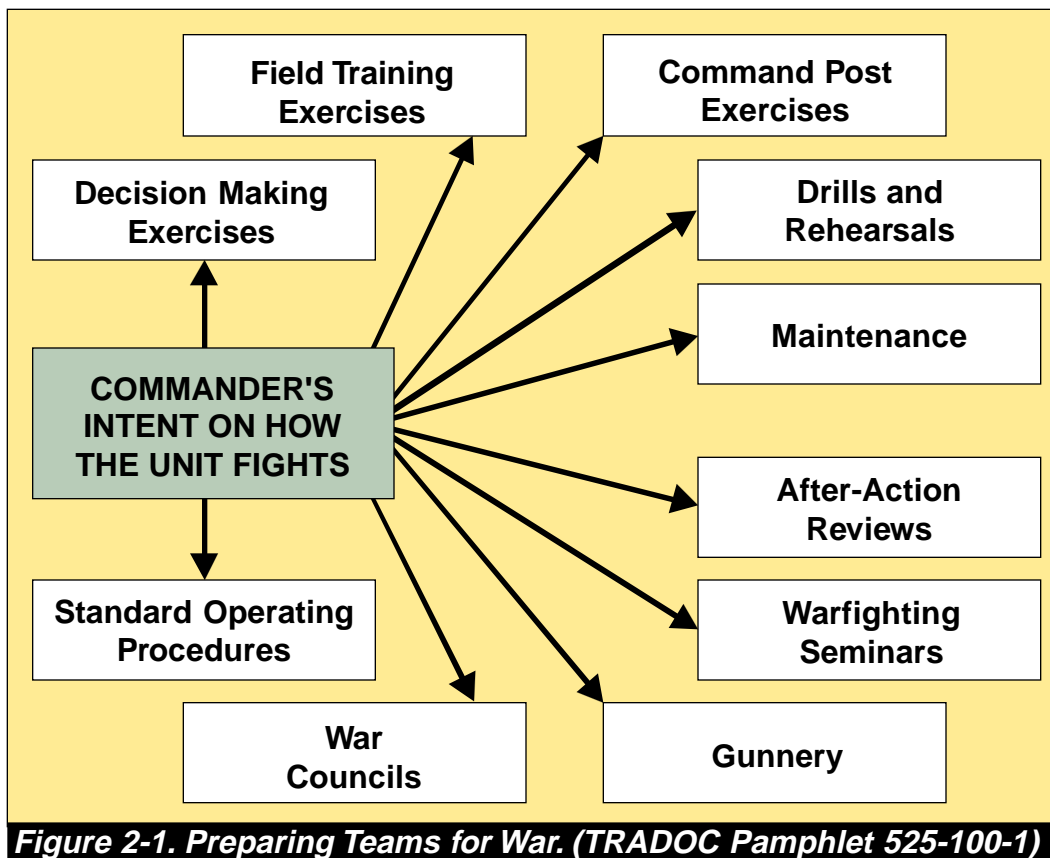 Field Training
Exercises
Command Post
Exercises
Decision Making
Exercises
Drills and
Rehearsals
Maintenance
COMMANDER'S
INTENT ON HOW
THE UNIT FIGHTS
After-Action
Reviews
Standard Operating
Procedures
Warfighting
Seminars
War
Councils
Gunnery
Figure 2-1. Preparing Teams for War. (TRADOC Pamphlet 525-100-1)